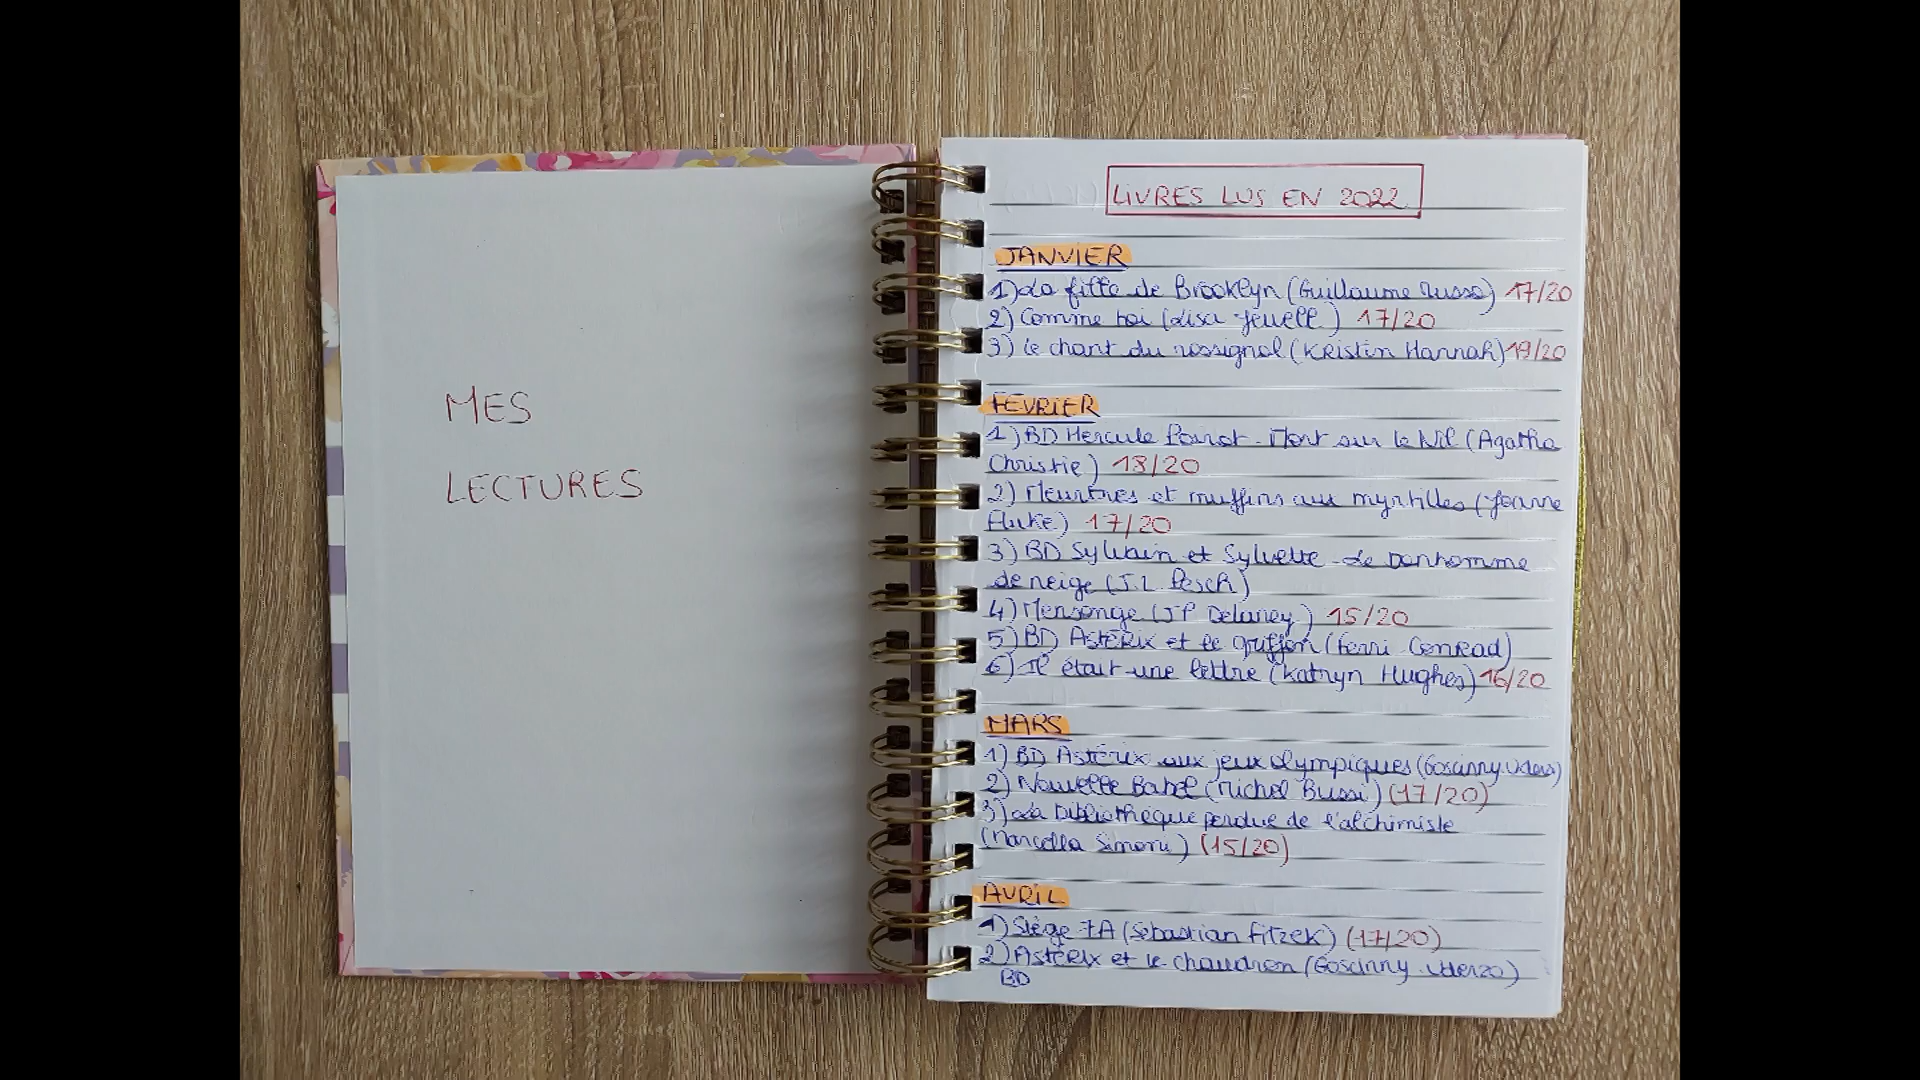 MES
LECTURES
LIVRES LUS EN 2022
JANVIER
1) La fille de Brooklyn (Guillaume Musso) 17/20
2) Comme toi (Lisa Jewell) 17/20
3) Le chant du rossignol (Kristin Hannah) 19/20
FEVRIER
1) BD Hercule Poirot - Mort sur le Nil (Agatha
Christie) 18/20
2) Meurtres et muffins aux myrtilles (Joanne
Fluke) 17/20
3) BD Sylvain et Sylvette - Le bonhomme
de neige (J.L. Pesch)
4) Mensonge (JP Delaney) 15/20
5) BD Astérix et le griffon (Ferri - Conrad)
6) Il était une lettre (Katryn Hughes) 16/20
MARS
1) BD Astérix aux jeux olympiques (Goscinny-Uderzo)
2) Nouvelle Babel (Michel Bussi) (17/20)
3) La bibliothèque perdue de l'alchimiste
(Marcello Simoni) (15/20)
AVRIL
1) Siège 7A (Sebastian Fitzek) (17/20)
2) Astérix et le chaudron (Goscinny-Uderzo)
BD